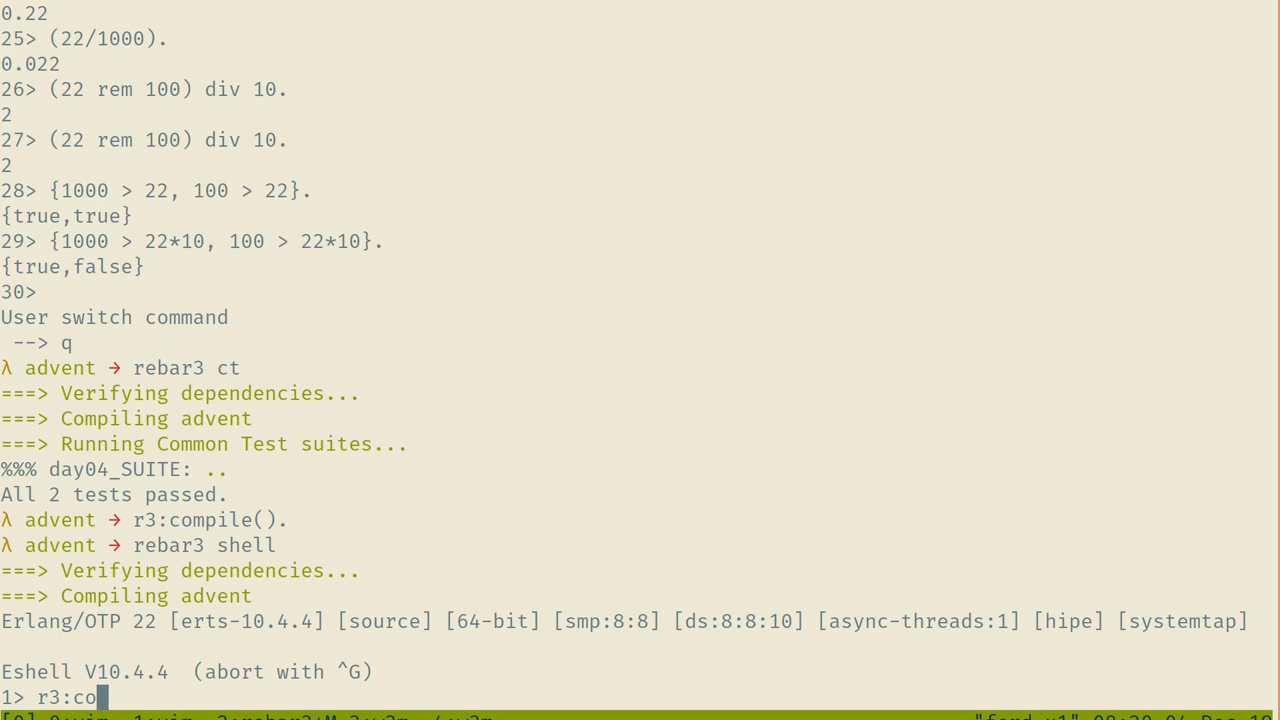 0.22
25> (22/1000).
0.022
26> (22 rem 100) div 10.
2
27> (22 rem 100) div 10.
2
28> {1000 > 22, 100 > 22}.
{true,true}
29> {1000 > 22*10, 100 > 22*10}.
{true,false}
30>
User switch command
 --> q
λ advent → rebar3 ct
===> Verifying dependencies...
===> Compiling advent
===> Running Common Test suites...
%%% day04_SUITE: ..
All 2 tests passed.
λ advent → r3:compile().
λ advent → rebar3 shell
===> Verifying dependencies...
===> Compiling advent
Erlang/OTP 22 [erts-10.4.4] [source] [64-bit] [smp:8:8] [ds:8:8:10] [async-threads:1] [hipe] [systemtap]
Eshell V10.4.4  (abort with ^G)
1> r3:co